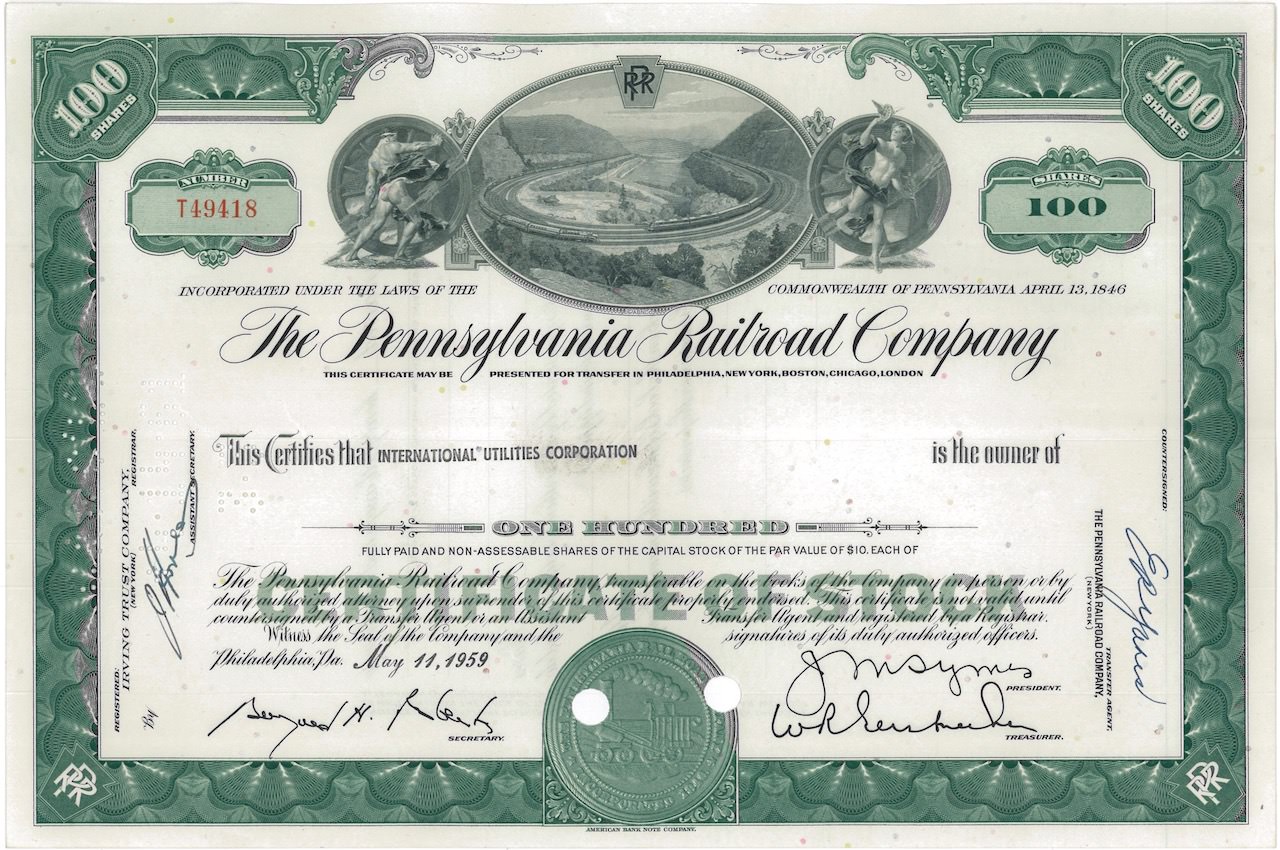 100 SHARES
100 SHARES
PRR
NUMBER
T49418
SHARES
100
INCORPORATED UNDER THE LAWS OF THE COMMONWEALTH OF PENNSYLVANIA APRIL 13, 1846
The Pennsylvania Railroad Company
THIS CERTIFICATE MAY BE PRESENTED FOR TRANSFER IN PHILADELPHIA, NEW YORK, BOSTON, CHICAGO, LONDON
This Certifies that INTERNATIONAL UTILITIES CORPORATION is the owner of
ONE HUNDRED
FULLY PAID AND NON-ASSESSABLE SHARES OF THE CAPITAL STOCK OF THE PAR VALUE OF $10. EACH OF
CERTIFICATE OF STOCK
The Pennsylvania Railroad Company, transferable on the books of the Company in person or by
duly authorized attorney upon surrender of this certificate properly endorsed. This certificate is not valid until
countersigned by a Transfer Agent or an Assistant Transfer Agent and registered by a Registrar.
Witness the Seal of the Company and the signatures of its duly authorized officers.
Philadelphia, Pa. May 11, 1959
SECRETARY.
J M Symes
PRESIDENT.
TREASURER.
REGISTERED:
IRVING TRUST COMPANY,
(NEW YORK) REGISTRAR.
By
ASSISTANT SECRETARY.
COUNTERSIGNED:
THE PENNSYLVANIA RAILROAD COMPANY,
(NEW YORK) TRANSFER AGENT,
PRR
PRR
AMERICAN BANK NOTE COMPANY.